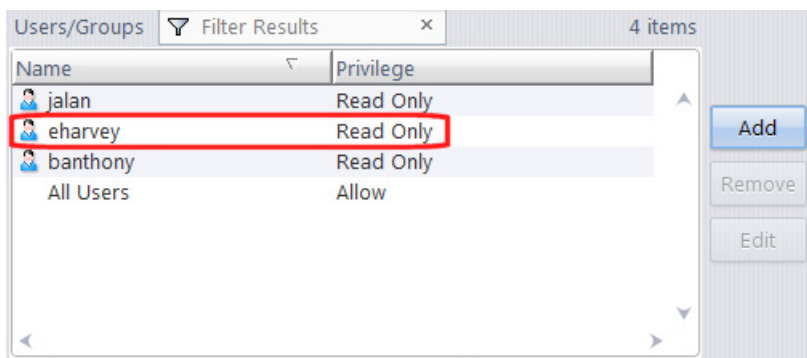 Users/Groups Filter Results × 4 items
Name Privilege
jalan Read Only
eharvey Read Only
banthony Read Only
All Users Allow
Add
Remove
Edit